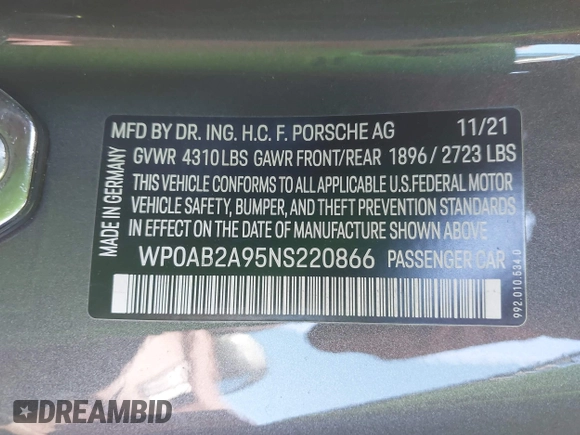 MFD BY DR. ING. H.C. F. PORSCHE AG 11/21
GVWR 4310 LBS GAWR FRONT/REAR 1896 / 2723 LBS
THIS VEHICLE CONFORMS TO ALL APPLICABLE U.S. FEDERAL MOTOR
VEHICLE SAFETY, BUMPER, AND THEFT PREVENTION STANDARDS
IN EFFECT ON THE DATE OF MANUFACTURE SHOWN ABOVE
WP0AB2A95NS220866 PASSENGER CAR
MADE IN GERMANY
992.010.534.0
DREAMBID